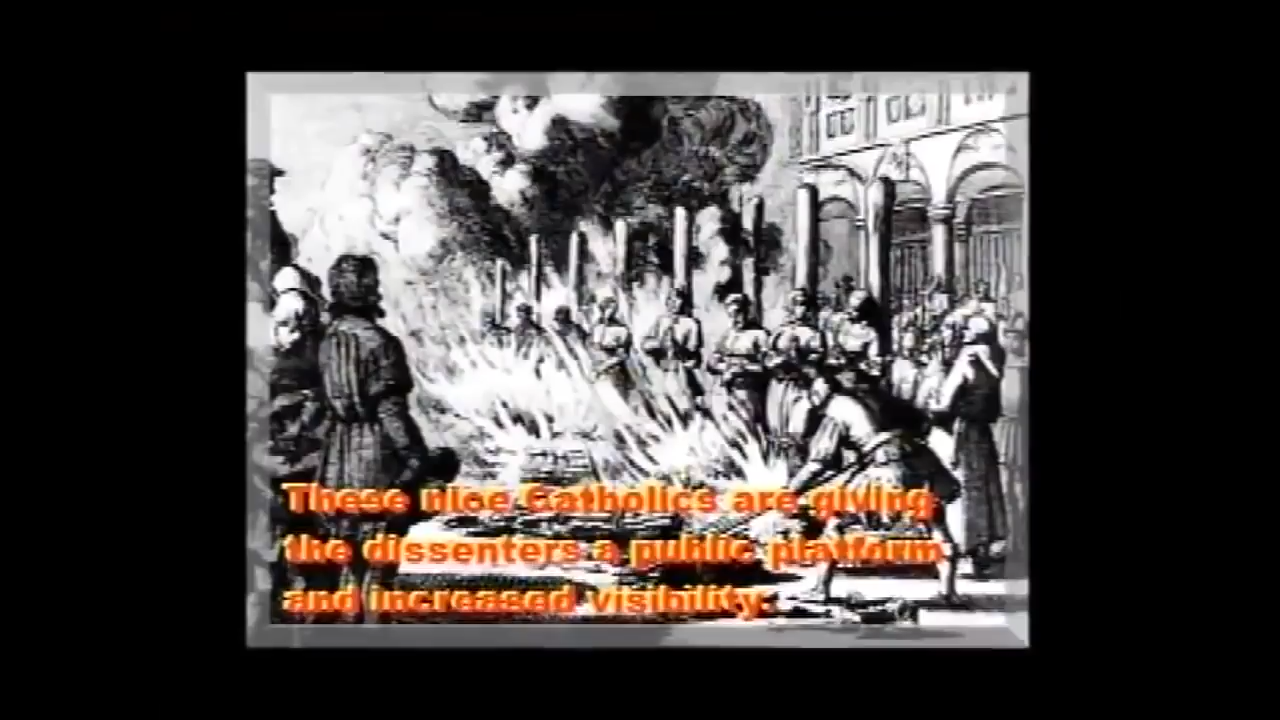 These nice Catholics are giving
the dissenters a public platform
and increased visibility.